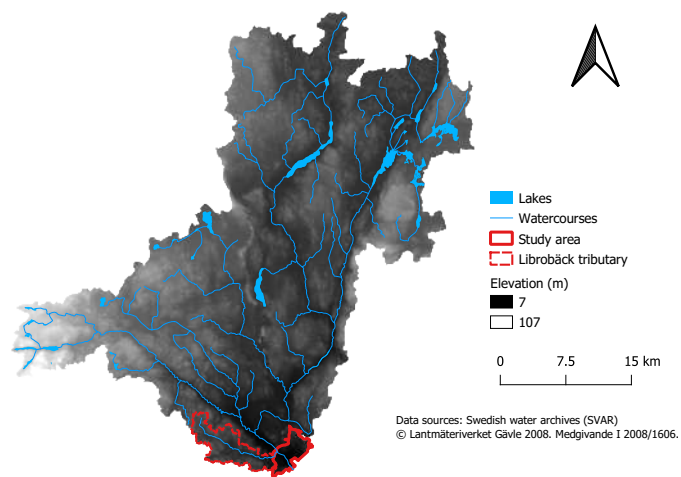 Lakes
Watercourses
Study area
Librobäck tributary
Elevation (m)
7
107
0 7.5 15 km
Data sources: Swedish water archives (SVAR)
© Lantmäteriverket Gävle 2008. Medgivande I 2008/1606.